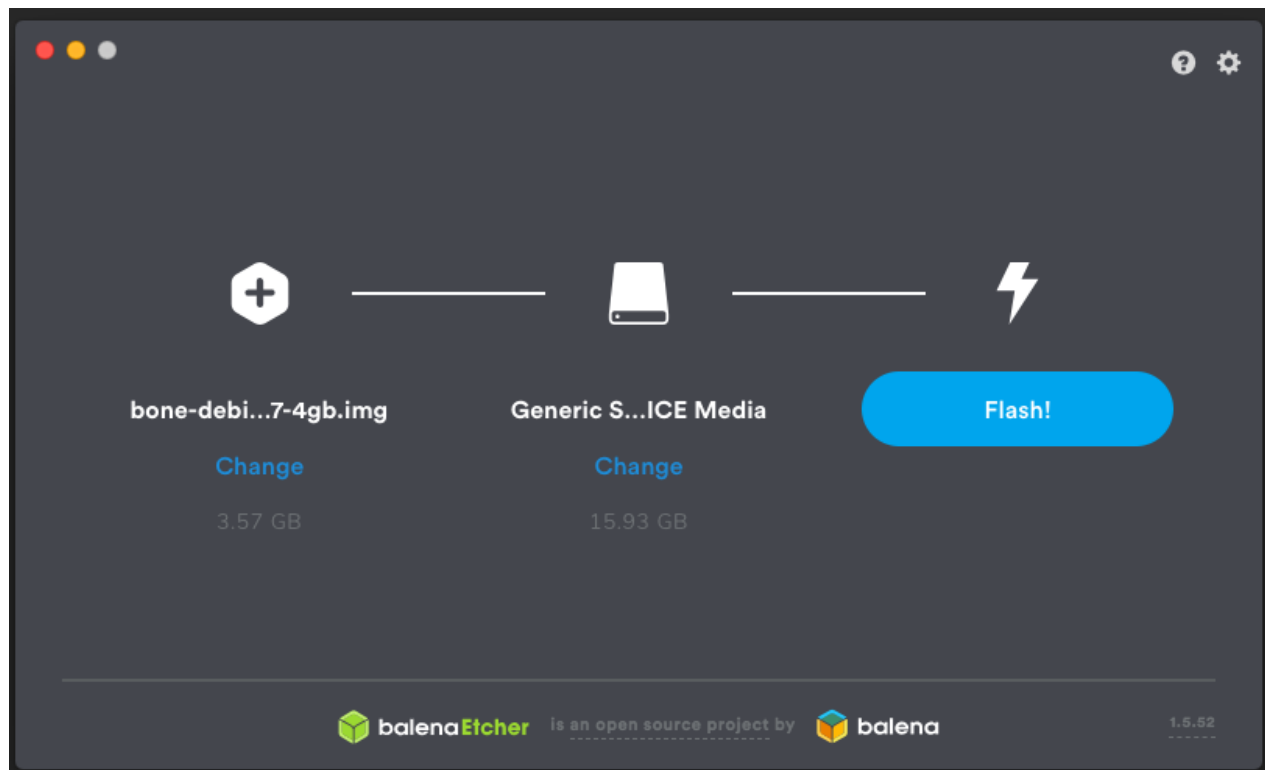 bone-debi...7-4gb.img
Generic S...ICE Media
Flash!
Change
Change
3.57 GB
15.93 GB
balenaEtcher is an open source project by balena
1.5.52